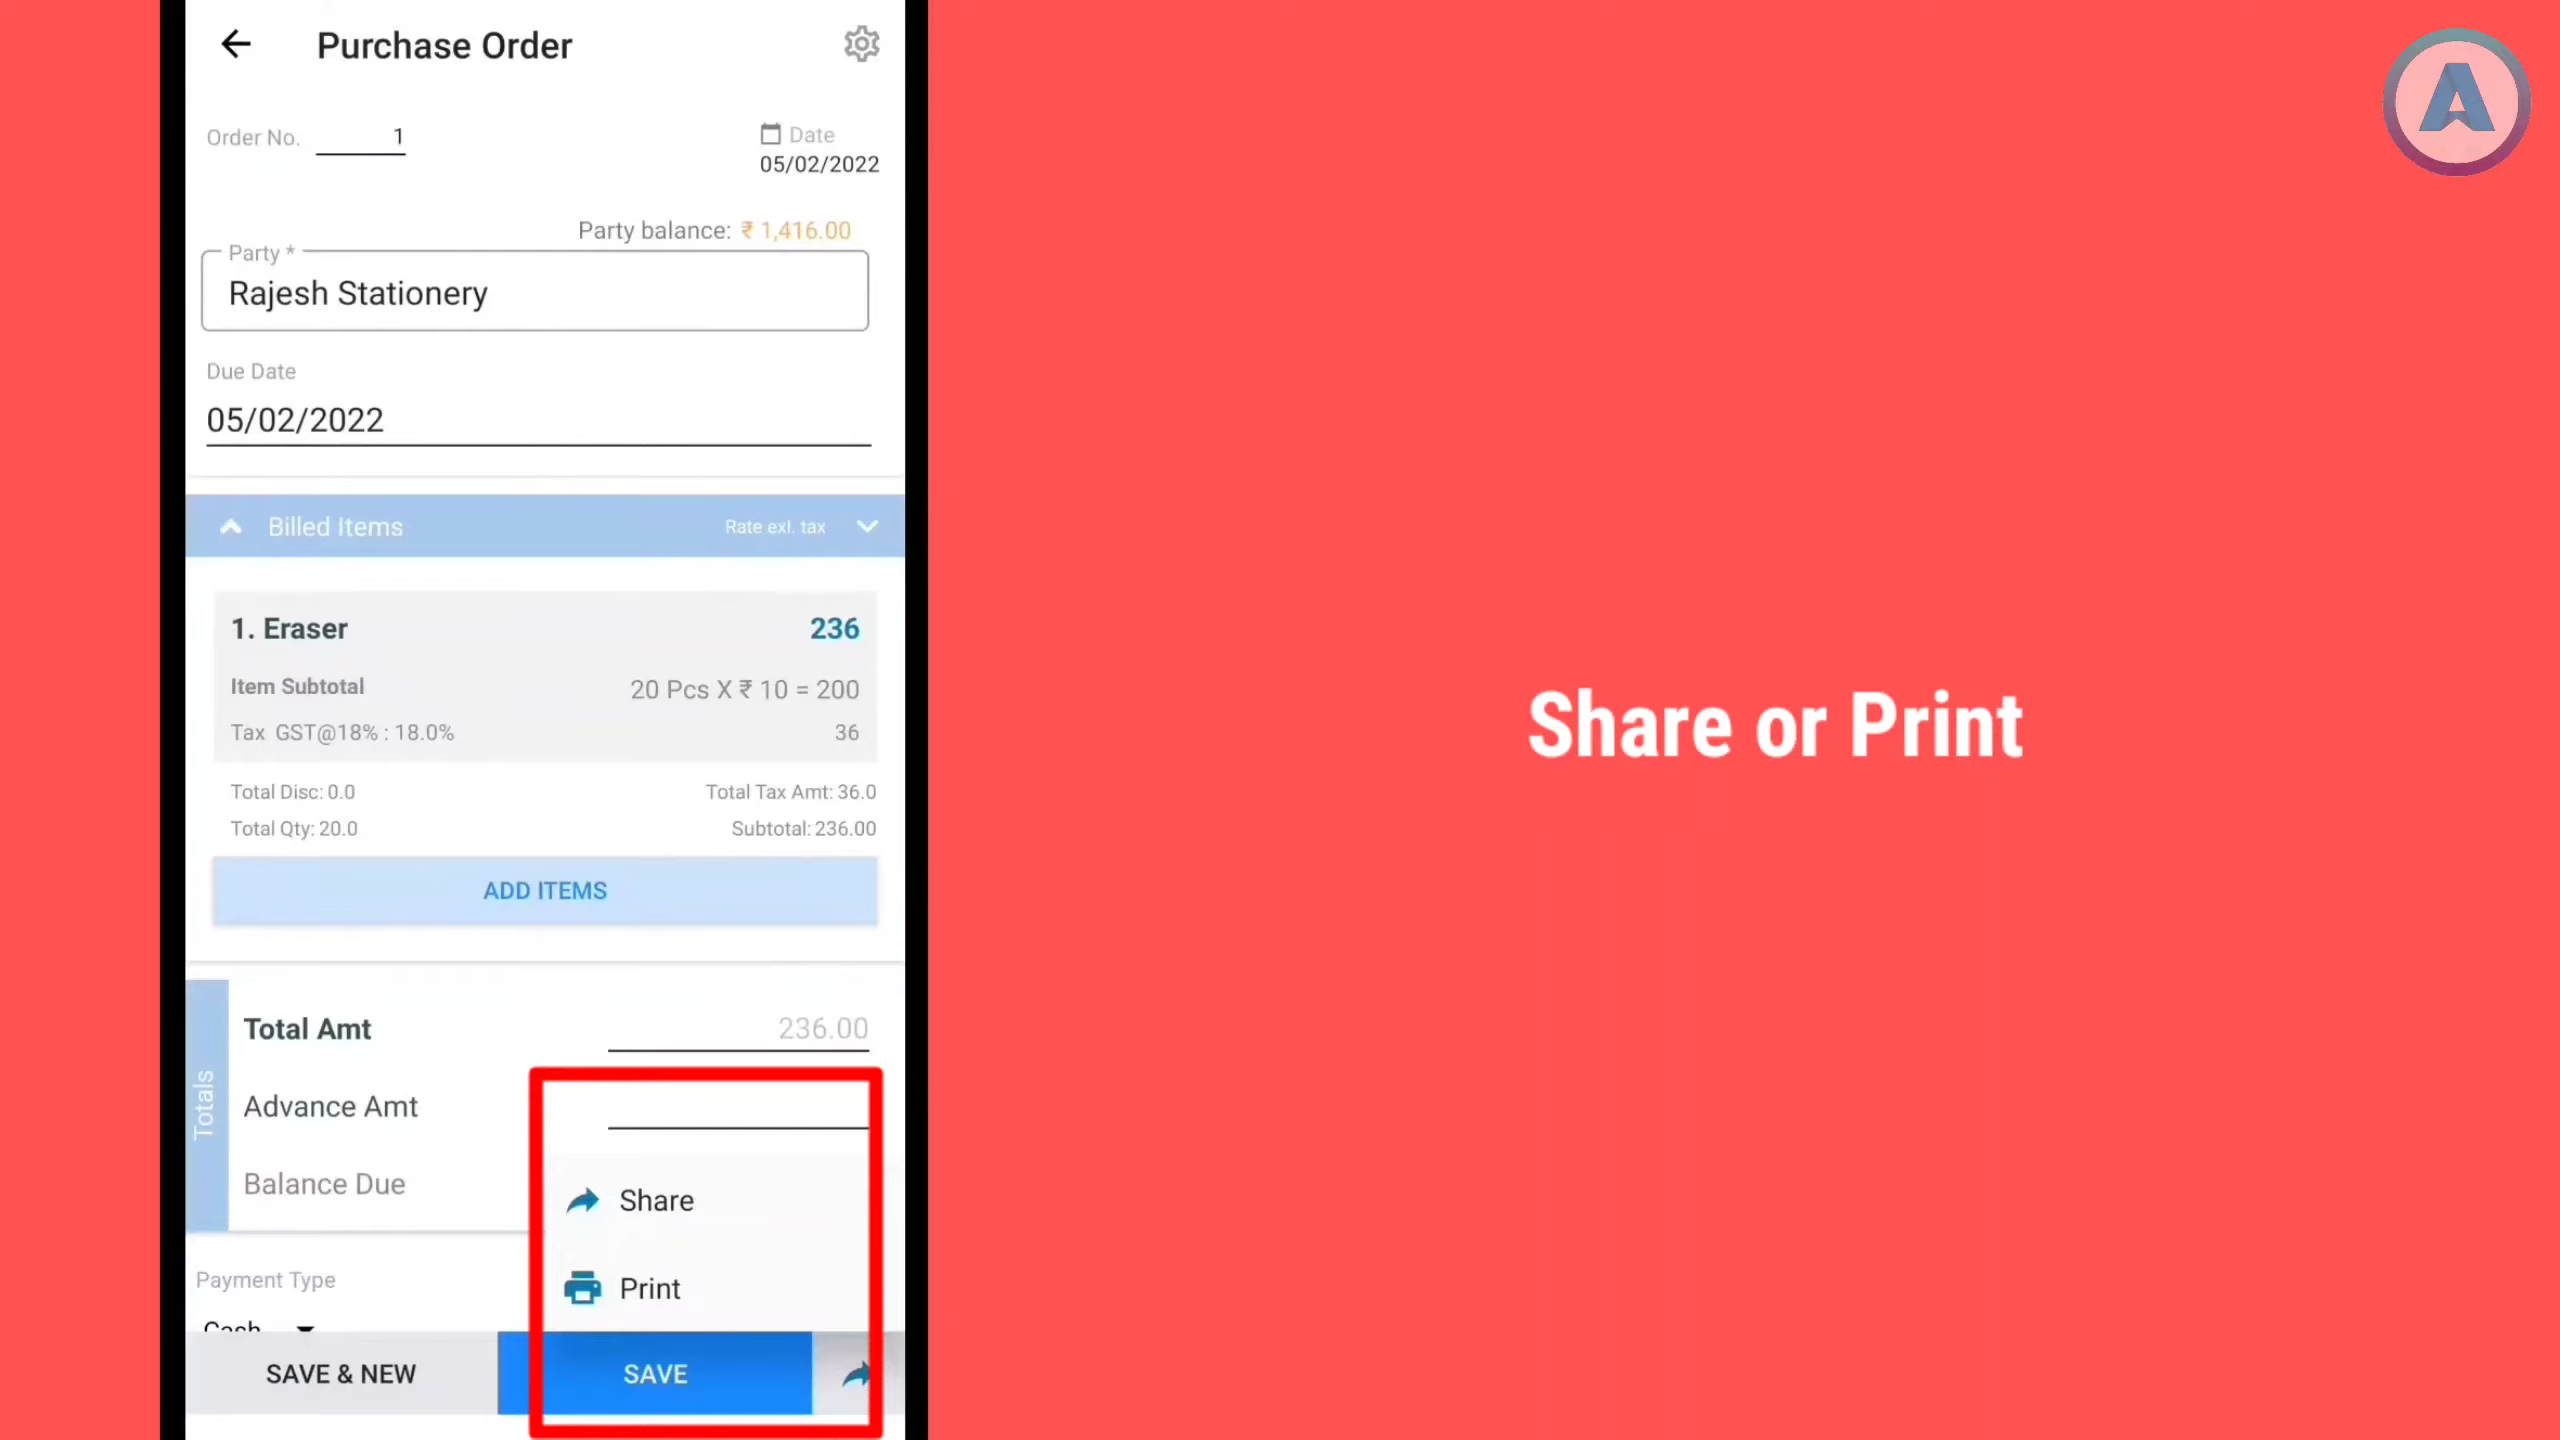 Purchase Order
Order No. 1
Date
05/02/2022
Party balance: ₹ 1,416.00
Party *
Rajesh Stationery
Due Date
05/02/2022
Billed Items Rate exl. tax
1. Eraser 236
Item Subtotal 20 Pcs X ₹ 10 = 200
Tax GST@18% : 18.0% 36
Total Disc: 0.0 Total Tax Amt: 36.0
Total Qty: 20.0 Subtotal: 236.00
ADD ITEMS
Totals
Total Amt 236.00
Advance Amt
Balance Due
Share
Print
Payment Type
Cash
SAVE & NEW SAVE
Share or Print
A